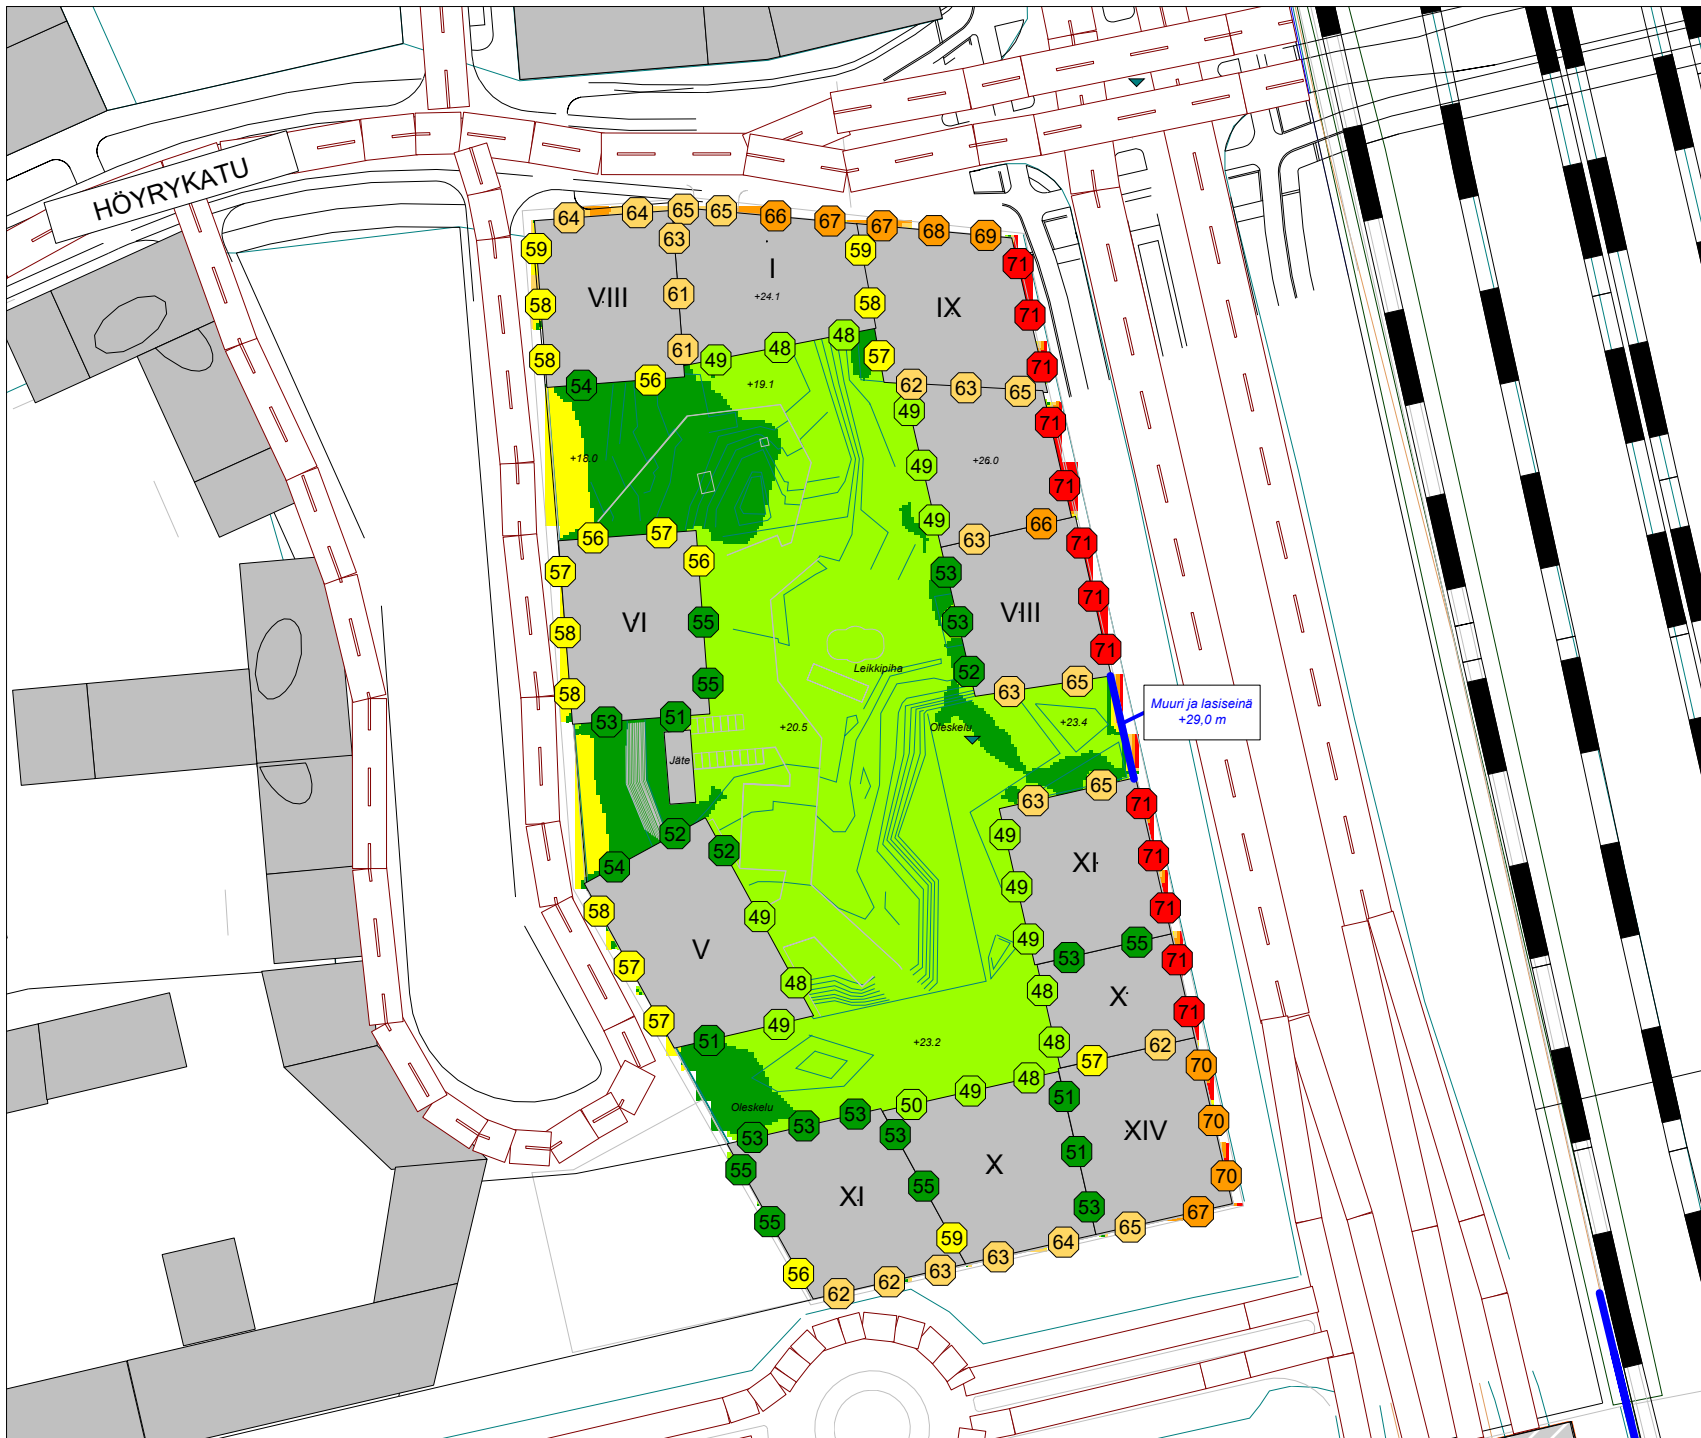 HÖYRYKATU
64 64 65 65 66 67 67 68 69
59 63 59 71
VIII I IX
61 +24.1 58 71
58
58 61 49 48 48 57 71
54 56 +19.1 62 63 65
49 71
+18.0 49 +26.0 71
56 57 49 63 66 71
57 56 53 71
58 VI 55 53 VIII 71
Leikkipiha
58 55 52 63 65
Muuri ja lasiseinä
+29,0 m
53 51 +20.5 Oleskelu +23.4
Jäte
63 65 71
54 52 52 49 XI 71
58 49 49 71
57 V 48 49 53 55 71
57 49 48 X 71
51 +23.2 48 57 62 70
Oleskelu 50 49 48 51 70
53 53 53 53 XIV
55 XI 55 X 51 70
55 59 53 65 67
56 62 62 63 63 64